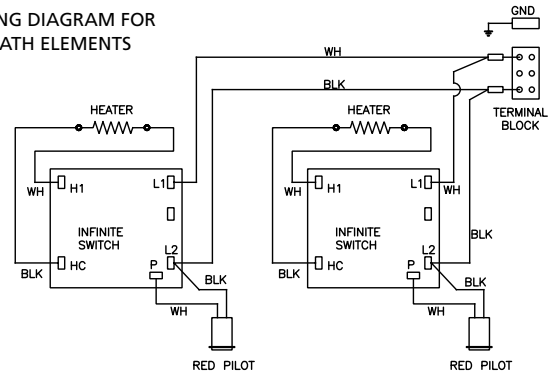 NG DIAGRAM FOR
ATH ELEMENTS
GND
WH
BLK
TERMINAL
BLOCK
HEATER
HEATER
WH
H1
L1
WH
H1
L1
WH
INFINITE
SWITCH
INFINITE
SWITCH
L2
L2
BLK
BLK
HC
P
BLK
BLK
HC
P
BLK
WH
WH
RED PILOT
RED PILOT